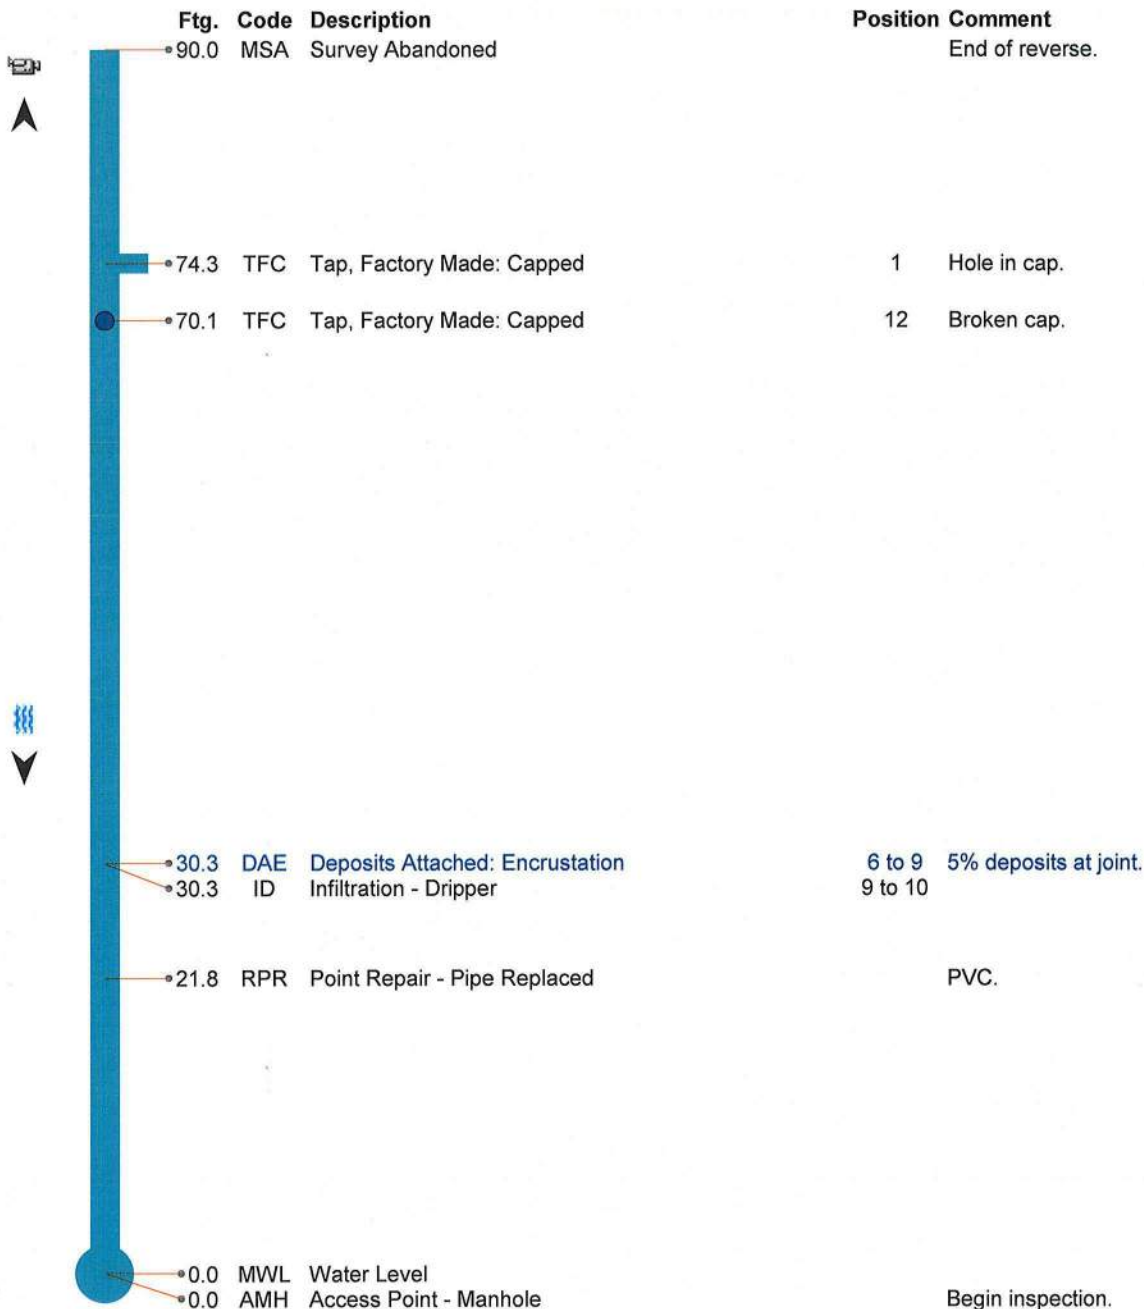 Ftg. Code Description Position Comment
90.0 MSA Survey Abandoned End of reverse.
74.3 TFC Tap, Factory Made: Capped 1 Hole in cap.
70.1 TFC Tap, Factory Made: Capped 12 Broken cap.
30.3 DAE Deposits Attached: Encrustation 6 to 9 5% deposits at joint.
30.3 ID Infiltration - Dripper 9 to 10
21.8 RPR Point Repair - Pipe Replaced PVC.
0.0 MWL Water Level
0.0 AMH Access Point - Manhole Begin inspection.